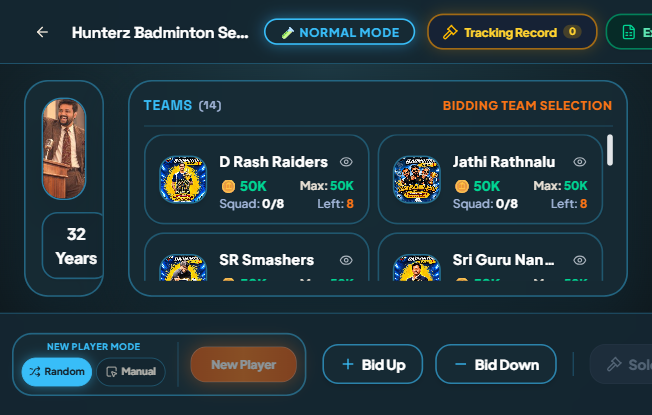 Hunterz Badminton Se...
NORMAL MODE
Tracking Record 0
TEAMS (14)
BIDDING TEAM SELECTION
D Rash Raiders
50K Max: 50K
Squad: 0/8 Left: 8
Jathi Rathnalu
50K Max: 50K
Squad: 0/8 Left: 8
SR Smashers
Sri Guru Nan...
32
Years
NEW PLAYER MODE
Random Manual
New Player
+ Bid Up
− Bid Down